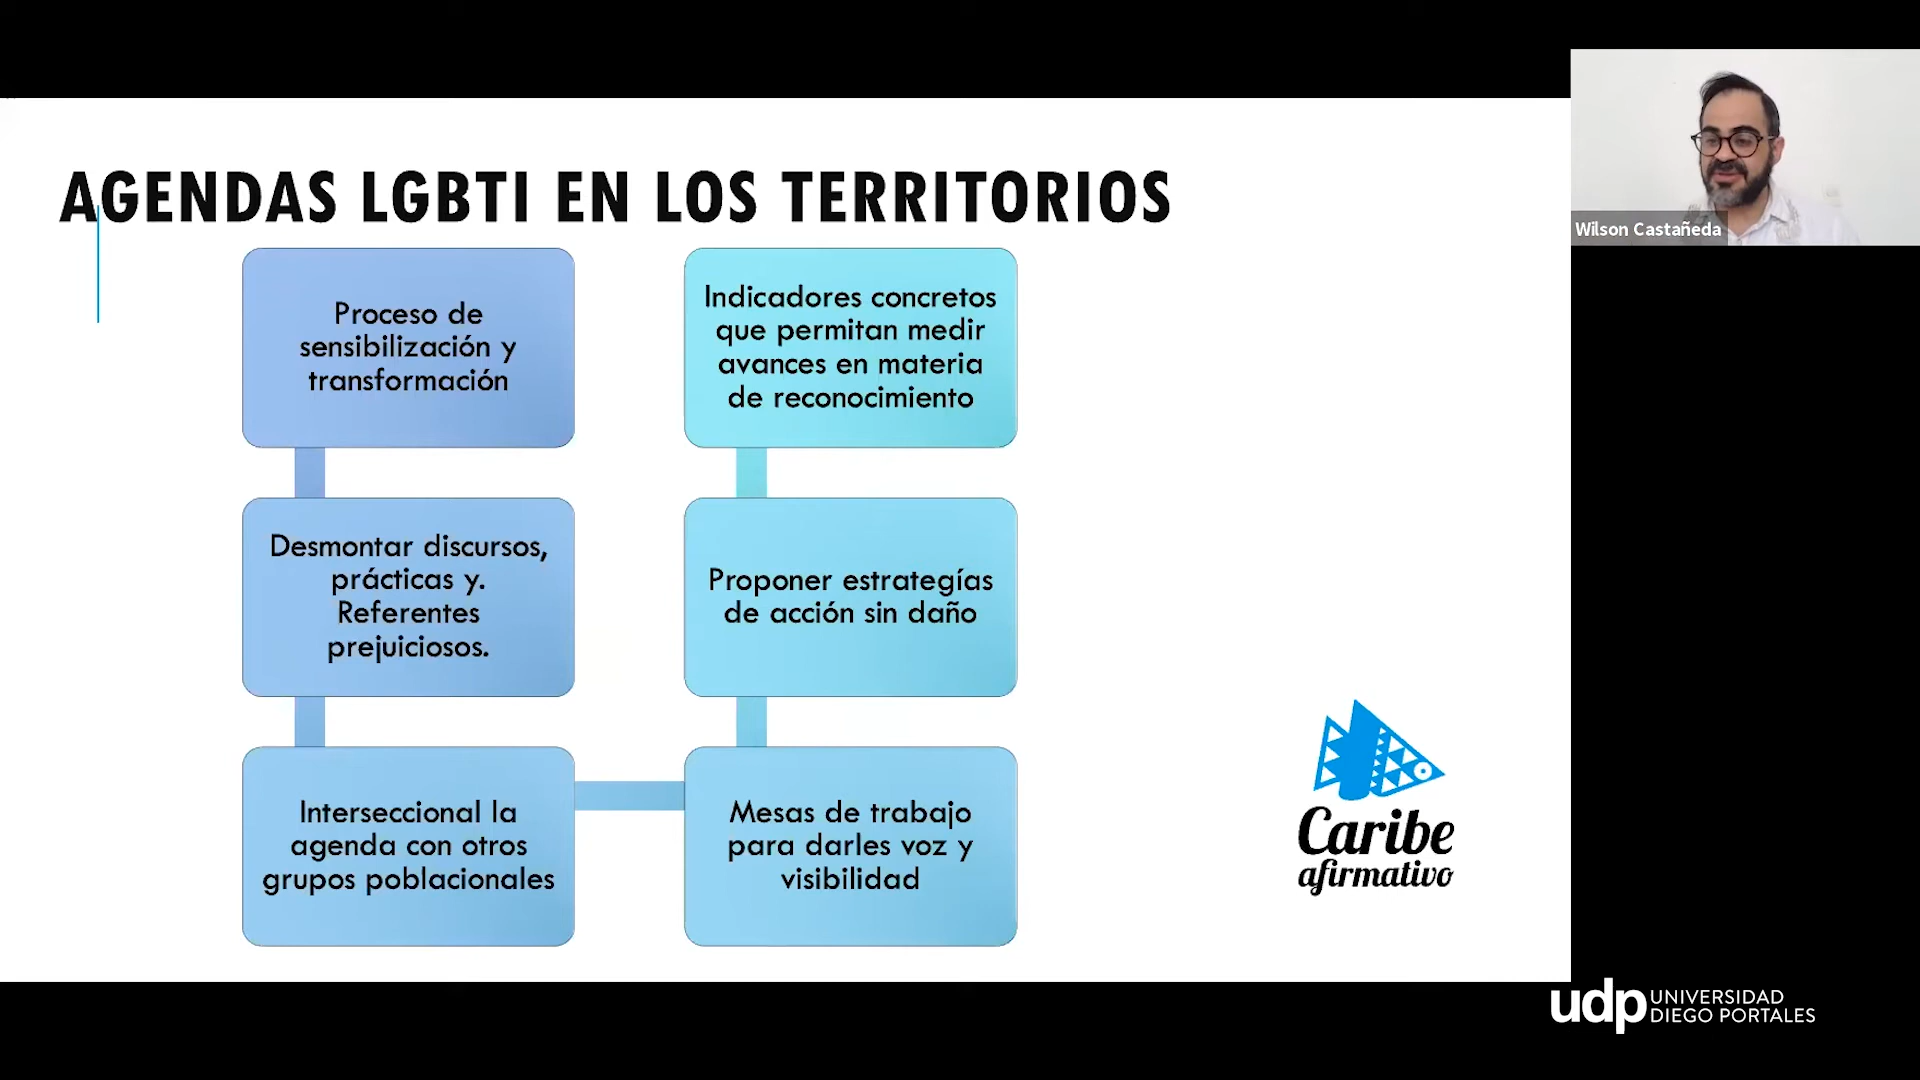 AGENDAS LGBTI EN LOS TERRITORIOS
Proceso de
sensibilización y
transformación
Desmontar discursos,
prácticas y.
Referentes
prejuiciosos.
Interseccional la
agenda con otros
grupos poblacionales
Mesas de trabajo
para darles voz y
visibilidad
Proponer estrategías
de acción sin daño
Indicadores concretos
que permitan medir
avances en materia
de reconocimiento
Caribe
afirmativo
Wilson Castañeda
udp UNIVERSIDAD
DIEGO PORTALES